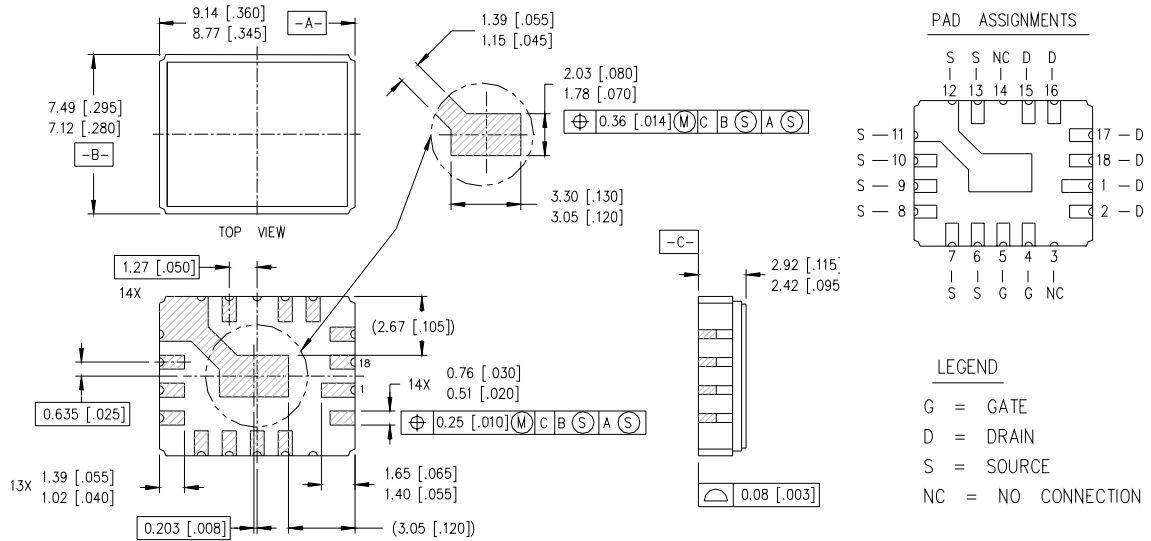 9.14 [.360]
8.77 [.345]
-A-
7.49 [.295]
7.12 [.280]
-B-
TOP VIEW
1.39 [.055]
1.15 [.045]
2.03 [.080]
1.78 [.070]
⌖ 0.36 [.014] Ⓜ C B Ⓢ A Ⓢ
3.30 [.130]
3.05 [.120]
1.27 [.050]
14X
(2.67 [.105])
18
1
0.635 [.025]
14X 0.76 [.030]
0.51 [.020]
⌖ 0.25 [.010] Ⓜ C B Ⓢ A Ⓢ
13X 1.39 [.055]
1.02 [.040]
1.65 [.065]
1.40 [.055]
0.203 [.008]
(3.05 [.120])
-C-
2.92 [.115]
2.42 [.095
⌓ 0.08 [.003]
PAD ASSIGNMENTS
S S NC D D
12 13 14 15 16
S — 11
S — 10
S — 9
S — 8
17 — D
18 — D
1 — D
2 — D
7 6 5 4 3
S S G G NC
LEGEND
G = GATE
D = DRAIN
S = SOURCE
NC = NO CONNECTION